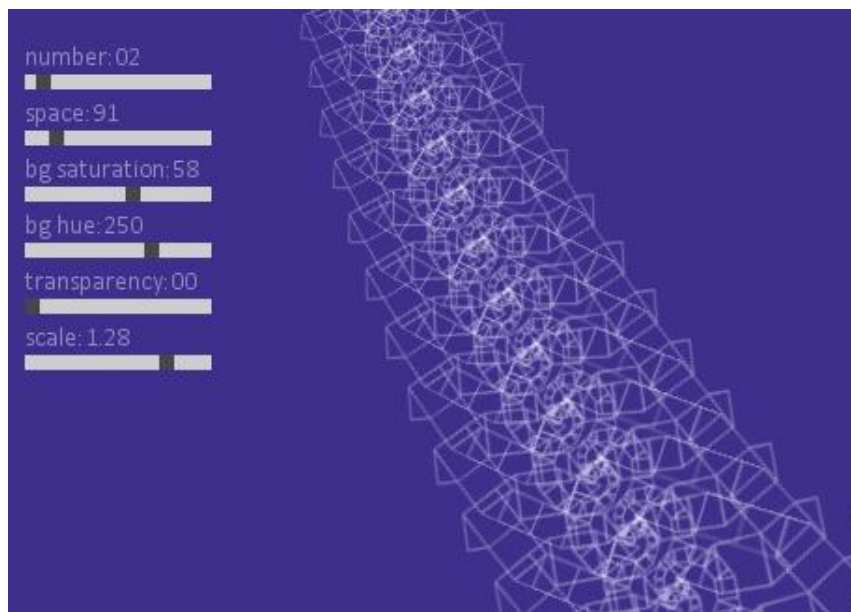 number: 02
space: 91
bg saturation: 58
bg hue: 250
transparency: 00
scale: 1.28